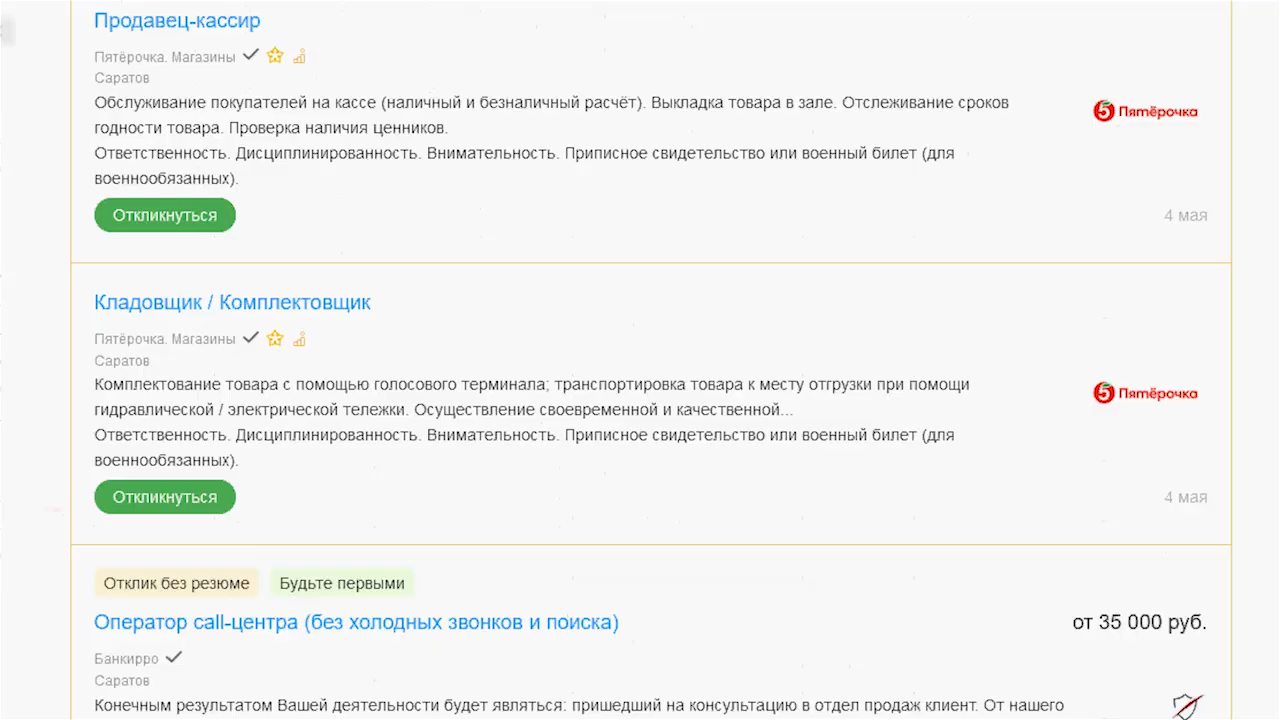 Продавец-кассир
Пятёрочка. Магазины
Саратов
Обслуживание покупателей на кассе (наличный и безналичный расчёт). Выкладка товара в зале. Отслеживание сроков
годности товара. Проверка наличия ценников.
Ответственность. Дисциплинированность. Внимательность. Приписное свидетельство или военный билет (для
военнообязанных).
5 Пятёрочка
Откликнуться
4 мая
Кладовщик / Комплектовщик
Пятёрочка. Магазины
Саратов
Комплектование товара с помощью голосового терминала; транспортировка товара к месту отгрузки при помощи
гидравлической / электрической тележки. Осуществление своевременной и качественной...
Ответственность. Дисциплинированность. Внимательность. Приписное свидетельство или военный билет (для
военнообязанных).
5 Пятёрочка
Откликнуться
4 мая
Отклик без резюме Будьте первыми
Оператор call-центра (без холодных звонков и поиска) от 35 000 руб.
Банкирро
Саратов
Конечным результатом Вашей деятельности будет являться: пришедший на консультацию в отдел продаж клиент. От нашего